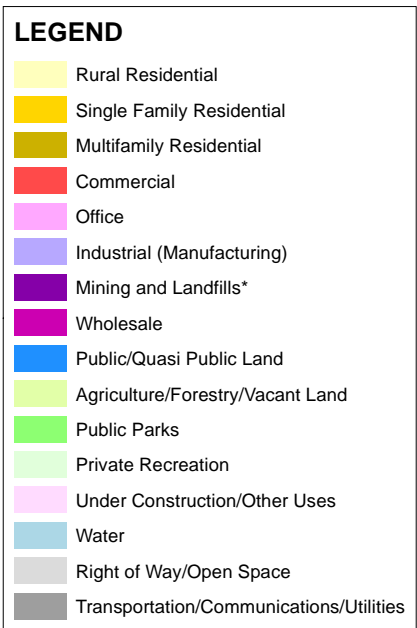 LEGEND
Rural Residential
Single Family Residential
Multifamily Residential
Commercial
Office
Industrial (Manufacturing)
Mining and Landfills*
Wholesale
Public/Quasi Public Land
Agriculture/Forestry/Vacant Land
Public Parks
Private Recreation
Under Construction/Other Uses
Water
Right of Way/Open Space
Transportation/Communications/Utilities